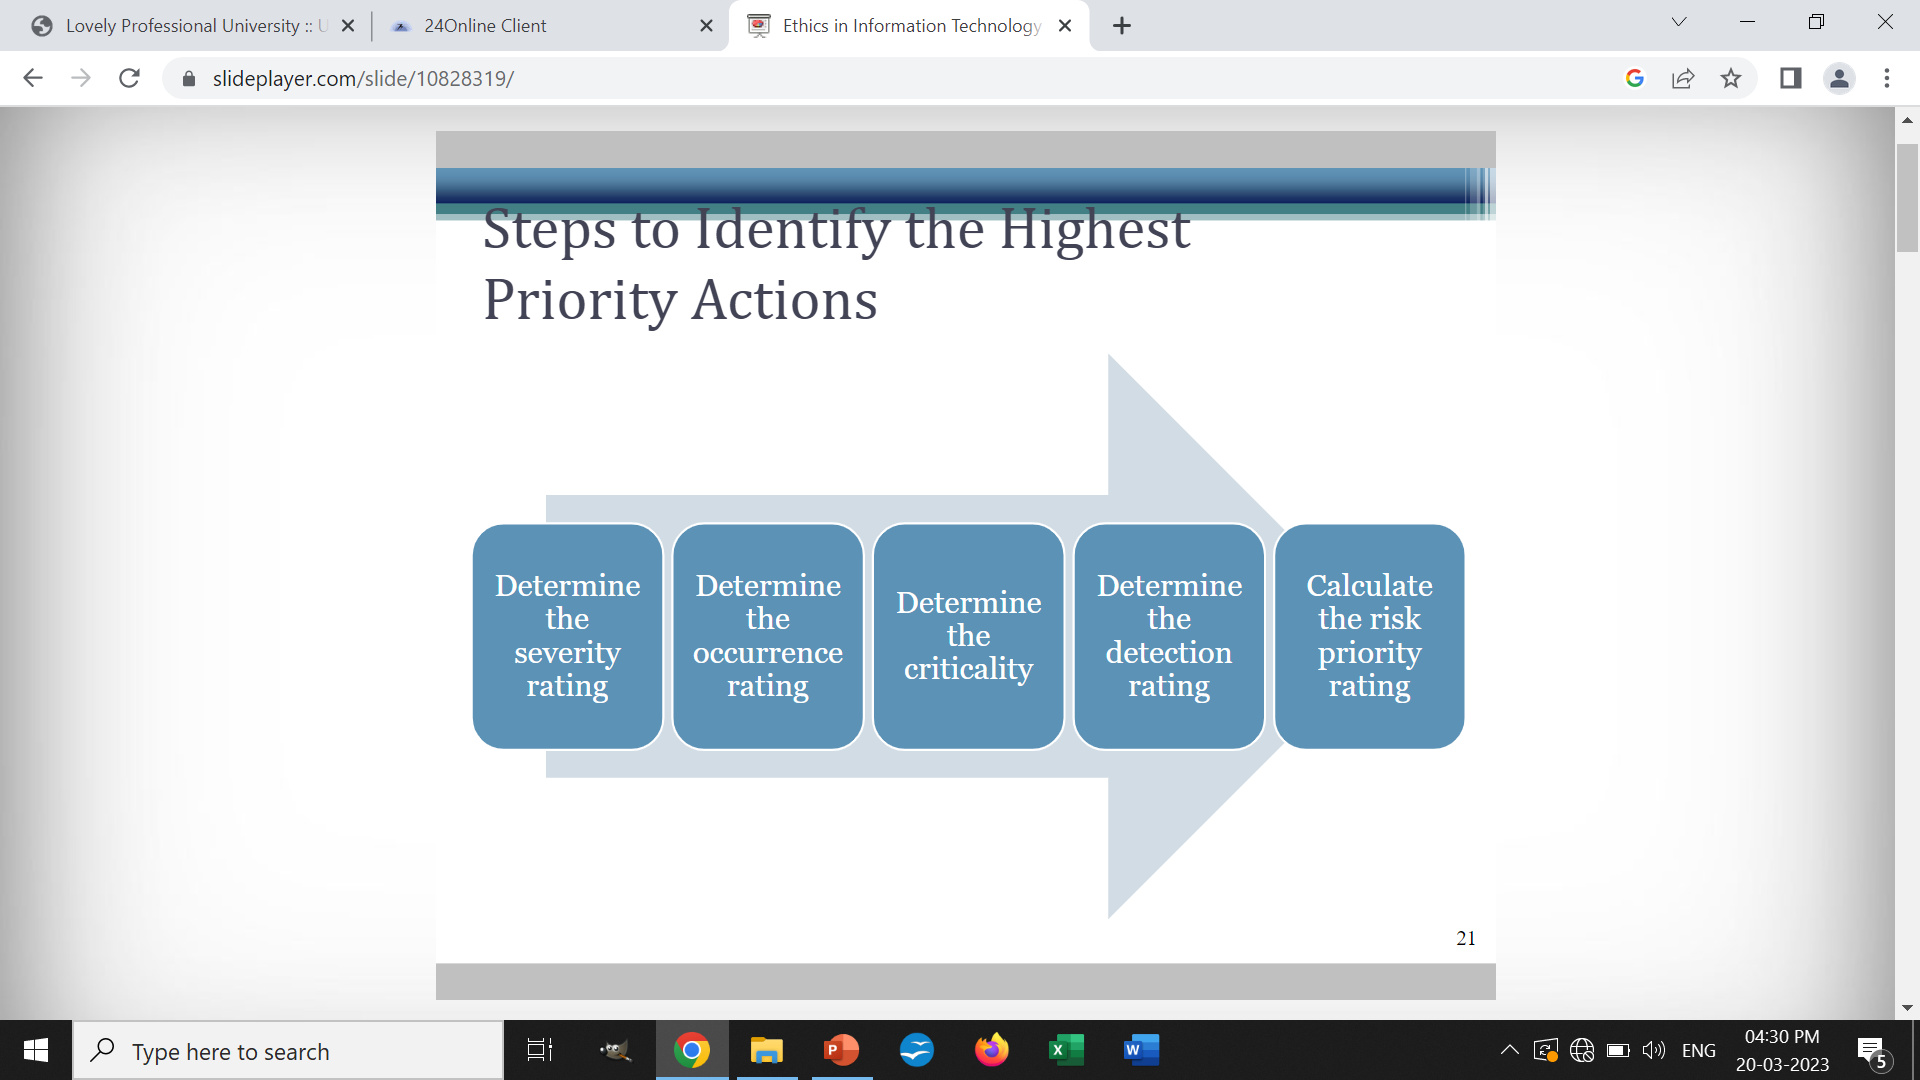 Lovely Professional University :: U
24Online Client
Ethics in Information Technology
slideplayer.com/slide/10828319/
Steps to Identify the Highest
Priority Actions
Determine
the
severity
rating
Determine
the
occurrence
rating
Determine
the
criticality
Determine
the
detection
rating
Calculate
the risk
priority
rating
21
Type here to search
ENG
04:30 PM
20-03-2023
5